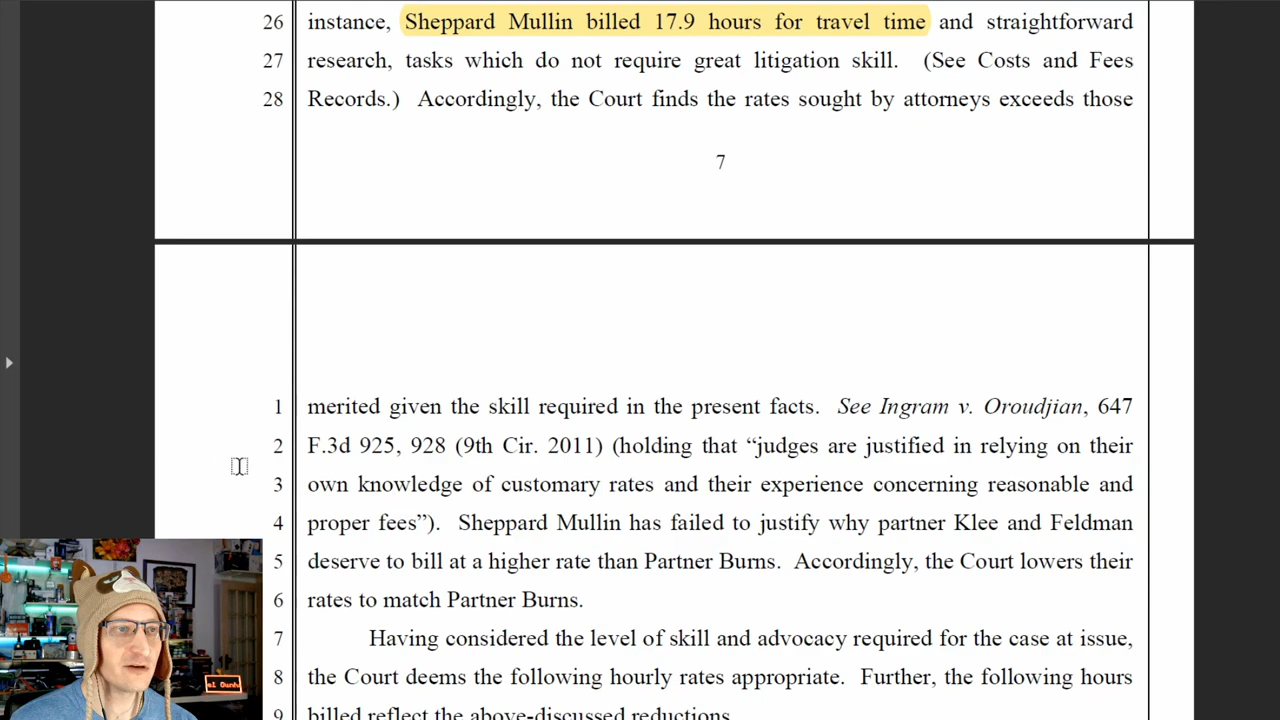 26 instance, Sheppard Mullin billed 17.9 hours for travel time and straightforward
27 research, tasks which do not require great litigation skill. (See Costs and Fees
28 Records.) Accordingly, the Court finds the rates sought by attorneys exceeds those
7
1 merited given the skill required in the present facts. See Ingram v. Oroudjian, 647
2 F.3d 925, 928 (9th Cir. 2011) (holding that “judges are justified in relying on their
3 own knowledge of customary rates and their experience concerning reasonable and
4 proper fees”). Sheppard Mullin has failed to justify why partner Klee and Feldman
5 deserve to bill at a higher rate than Partner Burns. Accordingly, the Court lowers their
6 rates to match Partner Burns.
7 Having considered the level of skill and advocacy required for the case at issue,
8 the Court deems the following hourly rates appropriate. Further, the following hours
9 billed reflect the above-discussed reductions.